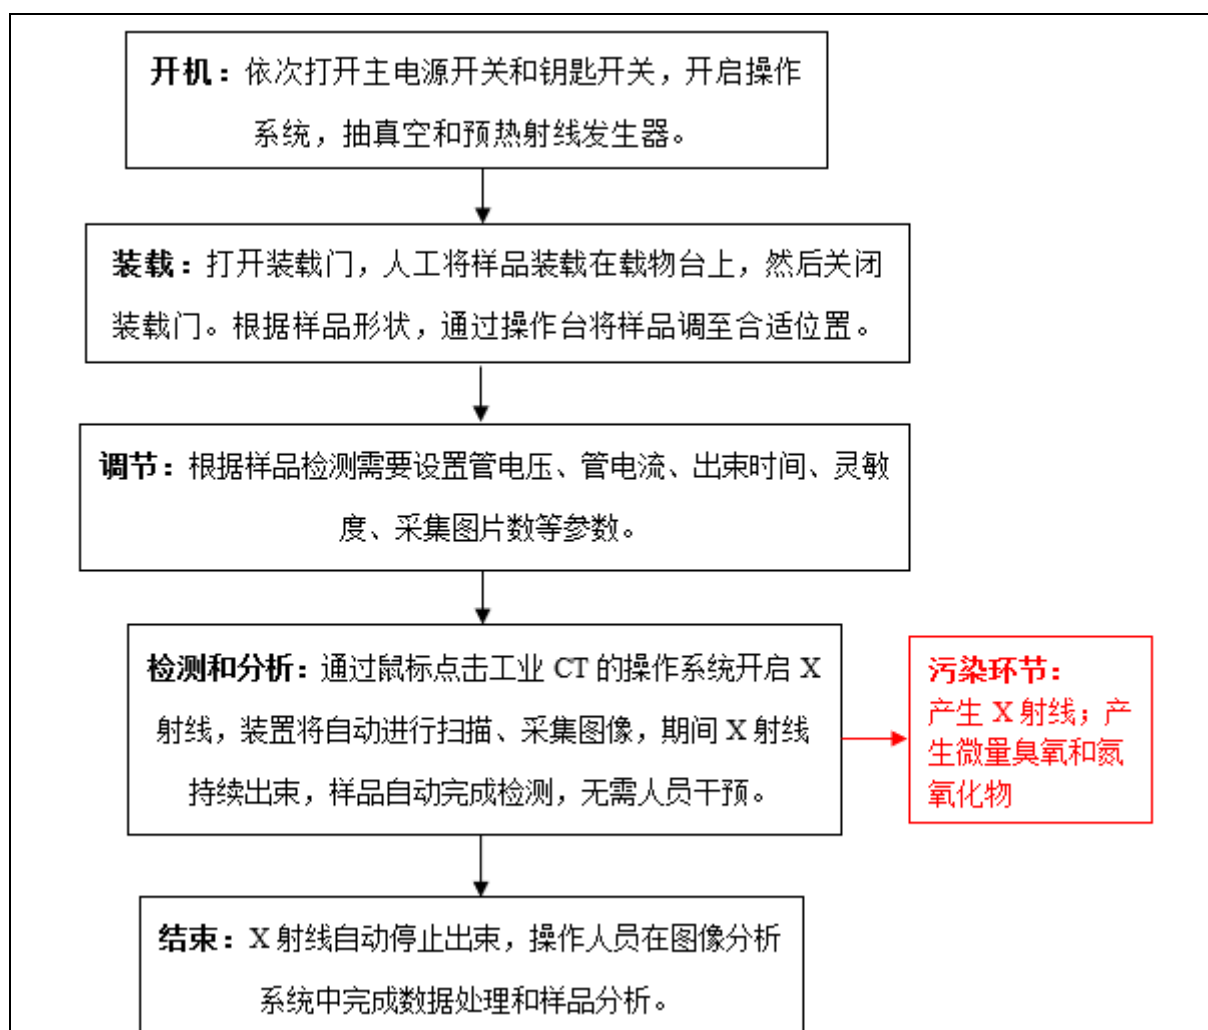 开机：依次打开主电源开关和钥匙开关，开启操作
系统，抽真空和预热射线发生器。
装载：打开装载门，人工将样品装载在载物台上，然后关闭
装载门。根据样品形状，通过操作台将样品调至合适位置。
调节：根据样品检测需要设置管电压、管电流、出束时间、灵敏
度、采集图片数等参数。
检测和分析：通过鼠标点击工业 CT 的操作系统开启 X
射线，装置将自动进行扫描、采集图像，期间 X 射线
持续出束，样品自动完成检测，无需人员干预。
污染环节：
产生 X 射线；产
生微量臭氧和氮
氧化物
结束：X 射线自动停止出束，操作人员在图像分析
系统中完成数据处理和样品分析。